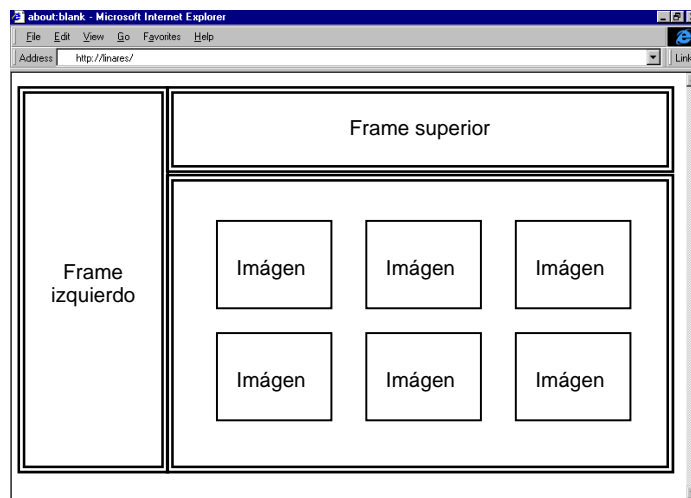 about:blank - Microsoft Internet Explorer
File Edit View Go Favorites Help
Address http://linares/
Link
Frame superior
Frame
izquierdo
Imágen Imágen Imágen
Imágen Imágen Imágen